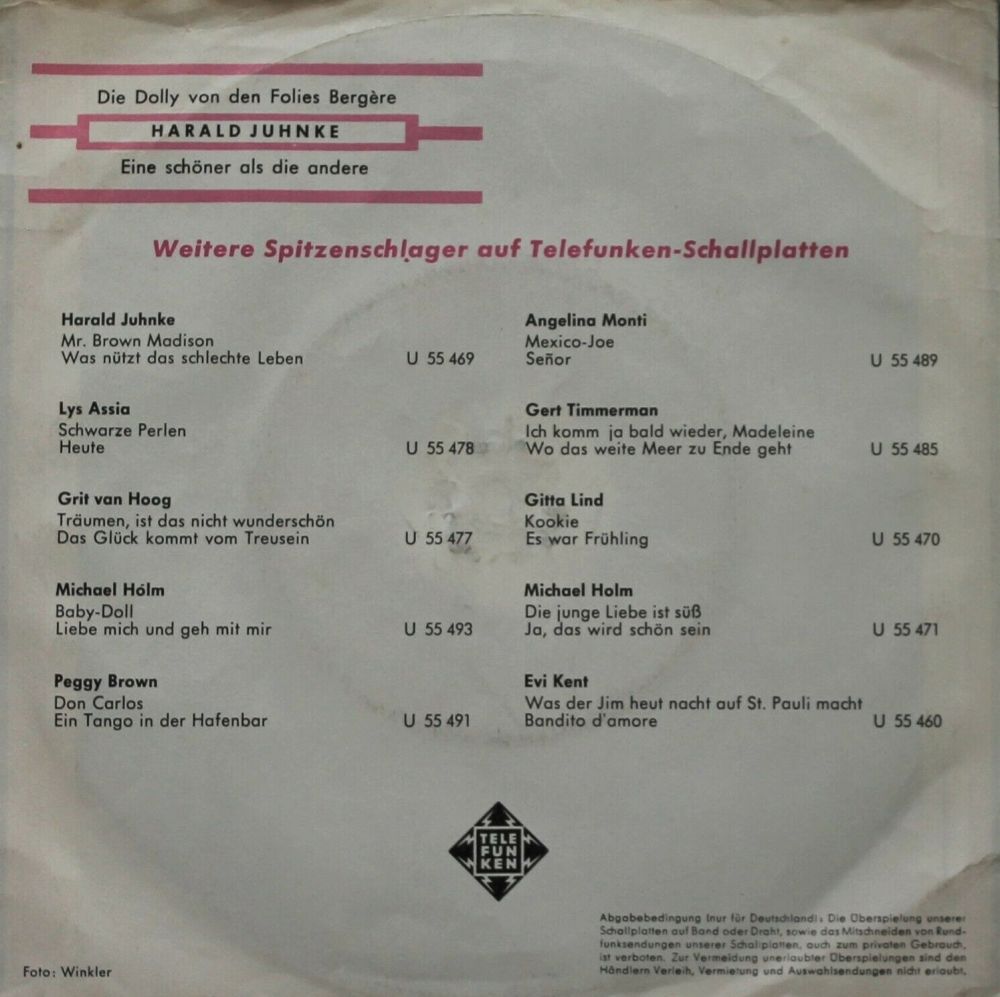 Die Dolly von den Folies Bergère
HARALD JUHNKE
Eine schöner als die andere
Weitere Spitzenschlager auf Telefunken-Schallplatten
Harald Juhnke
Mr. Brown Madison
Was nützt das schlechte Leben U 55 469
Lys Assia
Schwarze Perlen
Heute U 55 478
Grit van Hoog
Träumen, ist das nicht wunderschön
Das Glück kommt vom Treusein U 55 477
Michael Holm
Baby-Doll
Liebe mich und geh mit mir U 55 493
Peggy Brown
Don Carlos
Ein Tango in der Hafenbar U 55 491
Angelina Monti
Mexico-Joe
Señor U 55 489
Gert Timmerman
Ich komm ja bald wieder, Madeleine
Wo das weite Meer zu Ende geht U 55 485
Gitta Lind
Kookie
Es war Frühling U 55 470
Michael Holm
Die junge Liebe ist süß
Ja, das wird schön sein U 55 471
Evi Kent
Was der Jim heut nacht auf St. Pauli macht
Bandito d'amore U 55 460
TELE
FUN
KEN
Foto: Winkler
Abgabebedingung (nur für Deutschland): Die Überspielung unserer
Schallplatten auf Band oder Draht, sowie das Mitschneiden von Rund-
funksendungen unserer Schallplatten, auch zum privaten Gebrauch,
ist verboten. Zur Vermeidung unerlaubter Überspielungen sind den
Händlern Verleih, Vermietung und Auswahlsendungen nicht erlaubt.